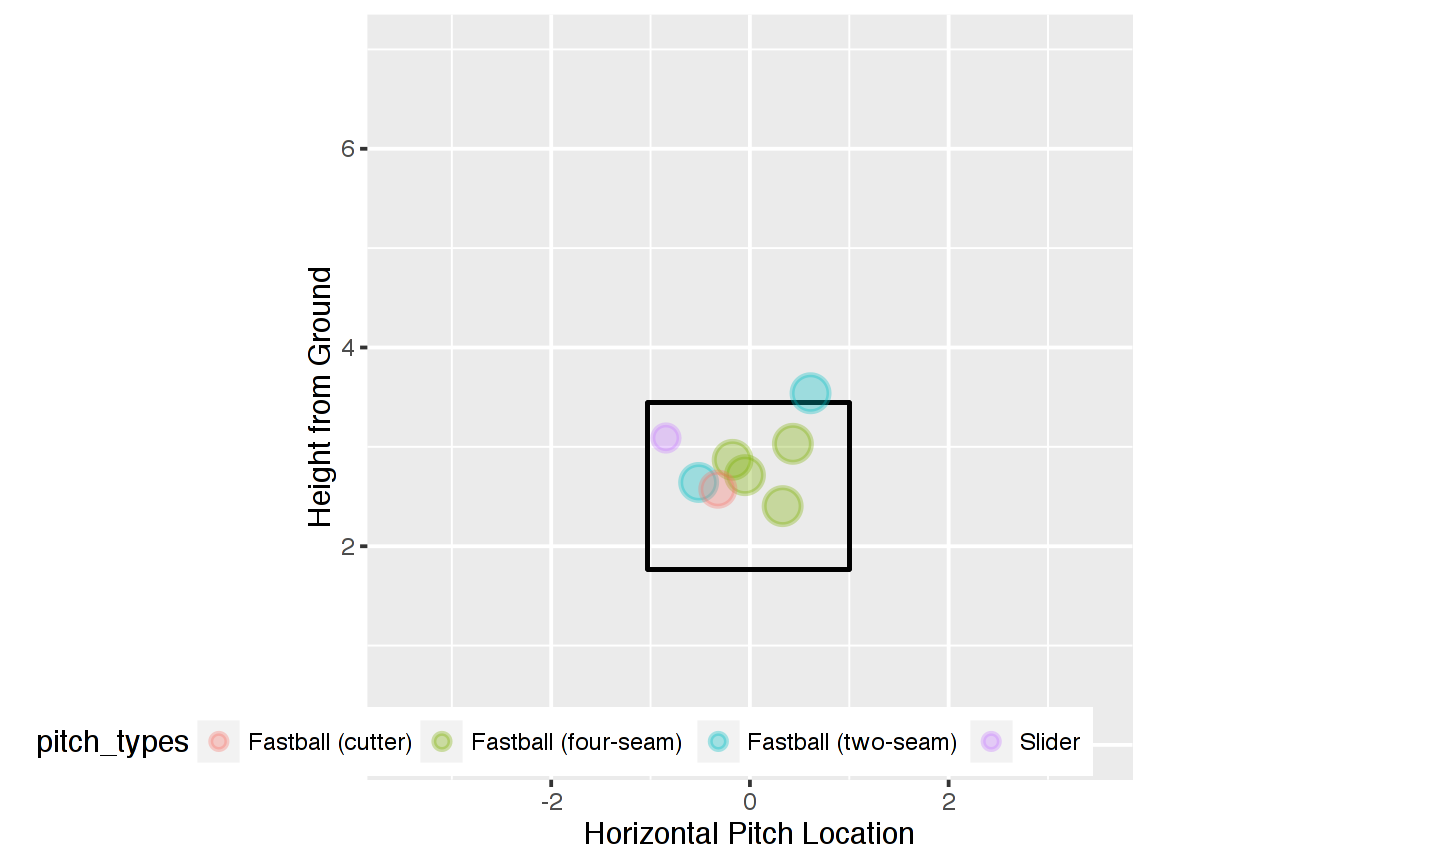 6
4
2
Height from Ground
pitch_types Fastball (cutter) Fastball (four-seam) Fastball (two-seam) Slider
-2 0 2
Horizontal Pitch Location